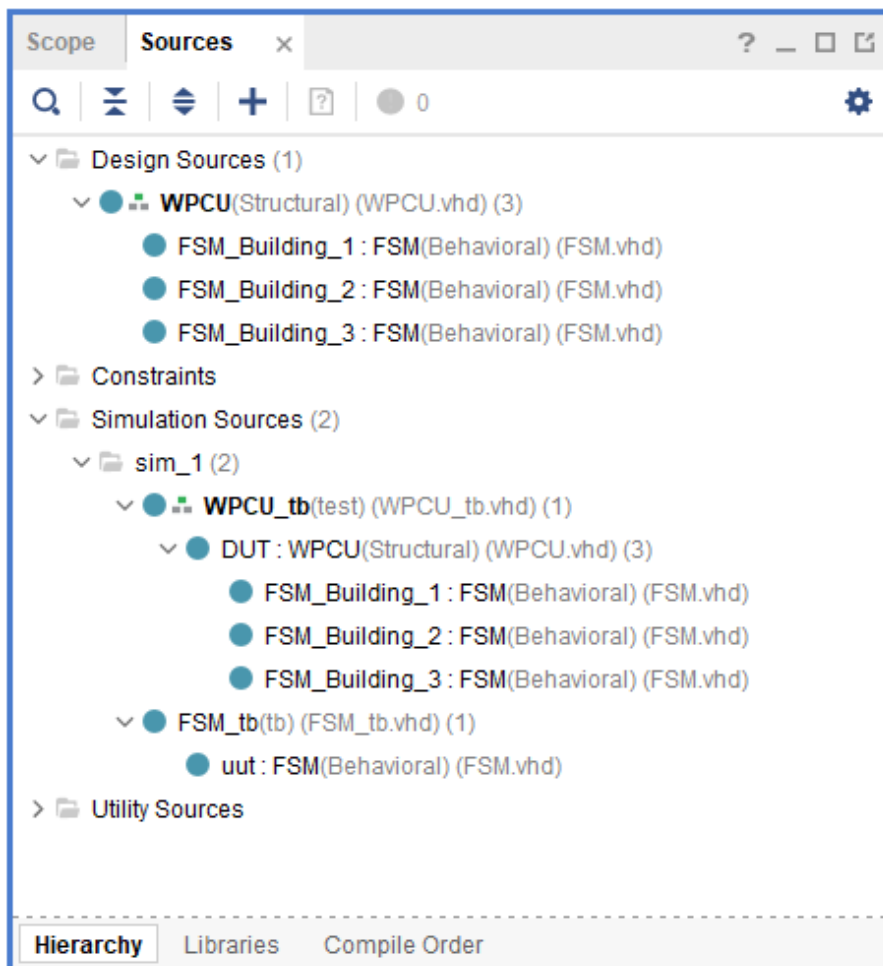 Scope Sources × ? _
? 0
Design Sources (1)
WPCU(Structural) (WPCU.vhd) (3)
FSM_Building_1 : FSM(Behavioral) (FSM.vhd)
FSM_Building_2 : FSM(Behavioral) (FSM.vhd)
FSM_Building_3 : FSM(Behavioral) (FSM.vhd)
Constraints
Simulation Sources (2)
sim_1 (2)
WPCU_tb(test) (WPCU_tb.vhd) (1)
DUT : WPCU(Structural) (WPCU.vhd) (3)
FSM_Building_1 : FSM(Behavioral) (FSM.vhd)
FSM_Building_2 : FSM(Behavioral) (FSM.vhd)
FSM_Building_3 : FSM(Behavioral) (FSM.vhd)
FSM_tb(tb) (FSM_tb.vhd) (1)
uut : FSM(Behavioral) (FSM.vhd)
Utility Sources
Hierarchy Libraries Compile Order